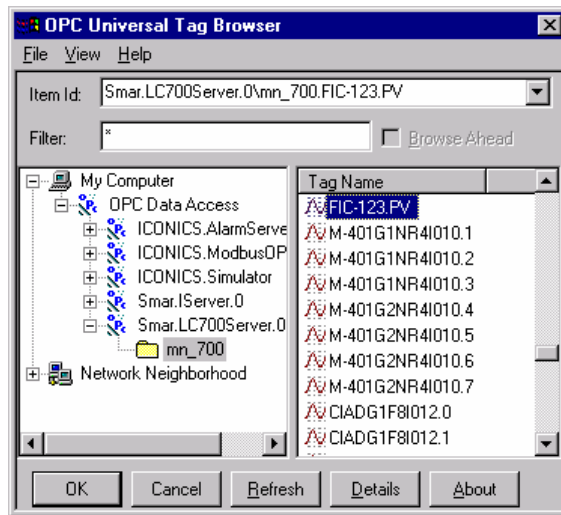 OPC Universal Tag Browser
File View Help
Item Id: Smar.LC700Server.0\mn_700.FIC-123.PV
Filter: * Browse Ahead
My Computer
OPC Data Access
ICONICS.AlarmServe
ICONICS.ModbusOP
ICONICS.Simulator
Smar.IServer.0
Smar.LC700Server.0
mn_700
Network Neighborhood
Tag Name
FIC-123.PV
M-401G1NR4I010.1
M-401G1NR4I010.2
M-401G1NR4I010.3
M-401G2NR4I010.4
M-401G2NR4I010.5
M-401G2NR4I010.6
M-401G2NR4I010.7
CIADG1F8I012.0
CIADG1F8I012.1
OK Cancel Refresh Details About